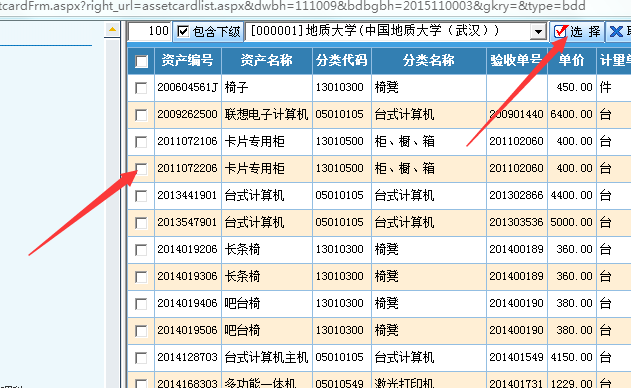 cardFrm.aspx?right_url=assetcardlist.aspx&dwbh=111009&bdbgbh=2015110003&gkry=&type=bdd
100 包含下级 [000001]地质大学(中国地质大学（武汉）) 选 择
资产编号 资产名称 分类代码 分类名称 验收单号 单价 计量单
200604561J 椅子 13010300 椅凳 450.00 件
2009262500 联想电子计算机 05010105 台式计算机 200901440 6400.00 台
2011072106 卡片专用柜 13010500 柜、橱、箱 201102060 400.00 台
2011072206 卡片专用柜 13010500 柜、橱、箱 201102060 400.00 台
2013441901 台式计算机 05010105 台式计算机 201302866 4400.00 台
2013547901 台式计算机 05010105 台式计算机 201303536 5000.00 台
2014019206 长条椅 13010300 椅凳 201400189 360.00 台
2014019306 长条椅 13010300 椅凳 201400189 360.00 台
2014019406 吧台椅 13010300 椅凳 201400190 380.00 台
2014019506 吧台椅 13010300 椅凳 201400190 380.00 台
2014128703 台式计算机主机 05010105 台式计算机 201401549 4150.00 台
2014168303 多功能一体机 05010549 激光打印机 201401731 1229.00 台